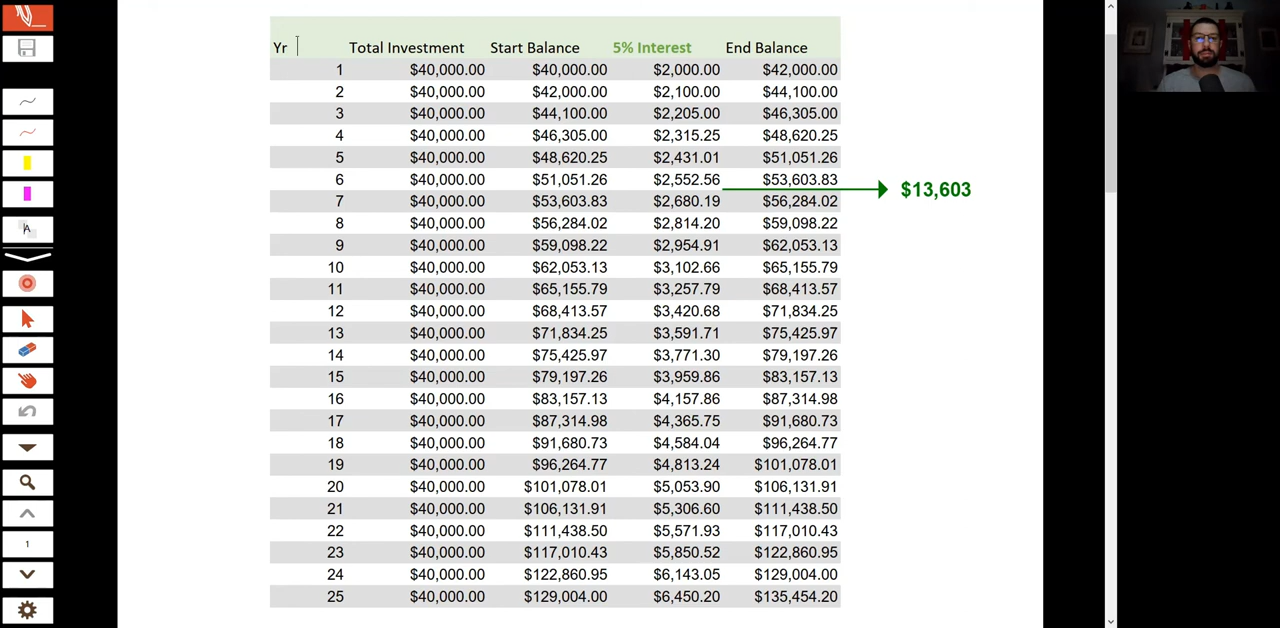 Yr Total Investment Start Balance 5% Interest End Balance
1 $40,000.00 $40,000.00 $2,000.00 $42,000.00
2 $40,000.00 $42,000.00 $2,100.00 $44,100.00
3 $40,000.00 $44,100.00 $2,205.00 $46,305.00
4 $40,000.00 $46,305.00 $2,315.25 $48,620.25
5 $40,000.00 $48,620.25 $2,431.01 $51,051.26
6 $40,000.00 $51,051.26 $2,552.56 $53,603.83
$13,603
7 $40,000.00 $53,603.83 $2,680.19 $56,284.02
8 $40,000.00 $56,284.02 $2,814.20 $59,098.22
9 $40,000.00 $59,098.22 $2,954.91 $62,053.13
10 $40,000.00 $62,053.13 $3,102.66 $65,155.79
11 $40,000.00 $65,155.79 $3,257.79 $68,413.57
12 $40,000.00 $68,413.57 $3,420.68 $71,834.25
13 $40,000.00 $71,834.25 $3,591.71 $75,425.97
14 $40,000.00 $75,425.97 $3,771.30 $79,197.26
15 $40,000.00 $79,197.26 $3,959.86 $83,157.13
16 $40,000.00 $83,157.13 $4,157.86 $87,314.98
17 $40,000.00 $87,314.98 $4,365.75 $91,680.73
18 $40,000.00 $91,680.73 $4,584.04 $96,264.77
19 $40,000.00 $96,264.77 $4,813.24 $101,078.01
20 $40,000.00 $101,078.01 $5,053.90 $106,131.91
21 $40,000.00 $106,131.91 $5,306.60 $111,438.50
22 $40,000.00 $111,438.50 $5,571.93 $117,010.43
23 $40,000.00 $117,010.43 $5,850.52 $122,860.95
24 $40,000.00 $122,860.95 $6,143.05 $129,004.00
25 $40,000.00 $129,004.00 $6,450.20 $135,454.20
A
1